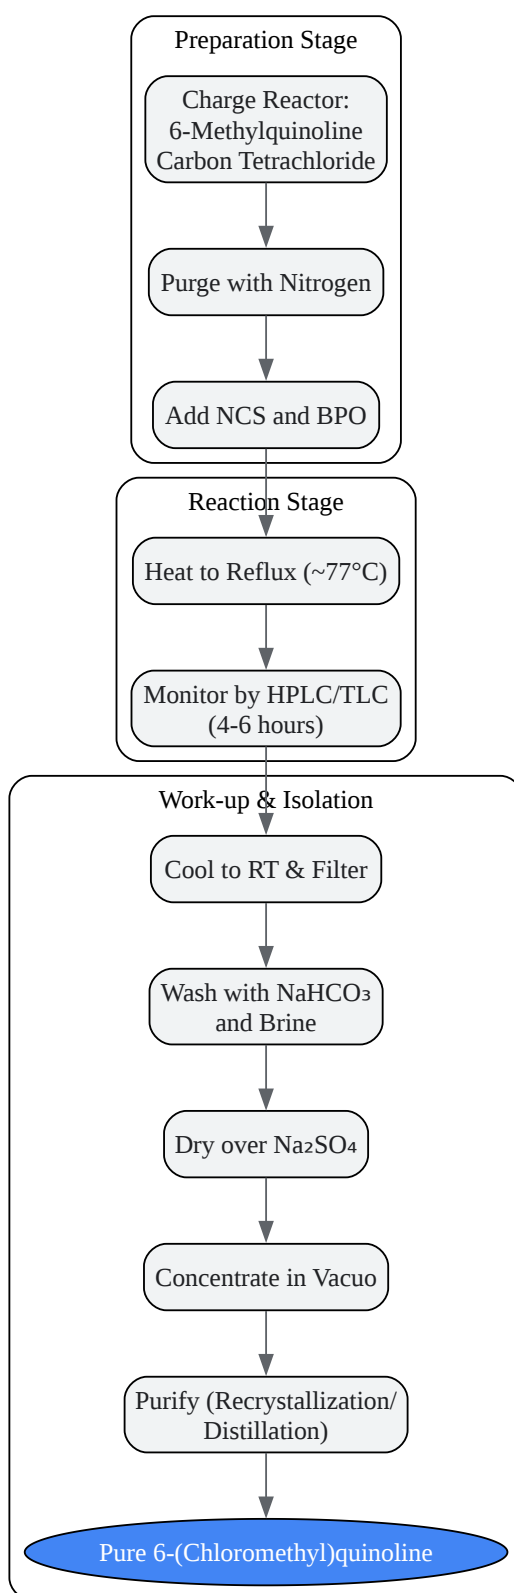 Preparation Stage
Charge Reactor:
6-Methylquinoline
Carbon Tetrachloride
Purge with Nitrogen
Add NCS and BPO
Reaction Stage
Heat to Reflux (~77°C)
Monitor by HPLC/TLC
(4-6 hours)
Work-up & Isolation
Cool to RT & Filter
Wash with NaHCO₃
and Brine
Dry over Na₂SO₄
Concentrate in Vacuo
Purify (Recrystallization/
Distillation)
Pure 6-(Chloromethyl)quinoline